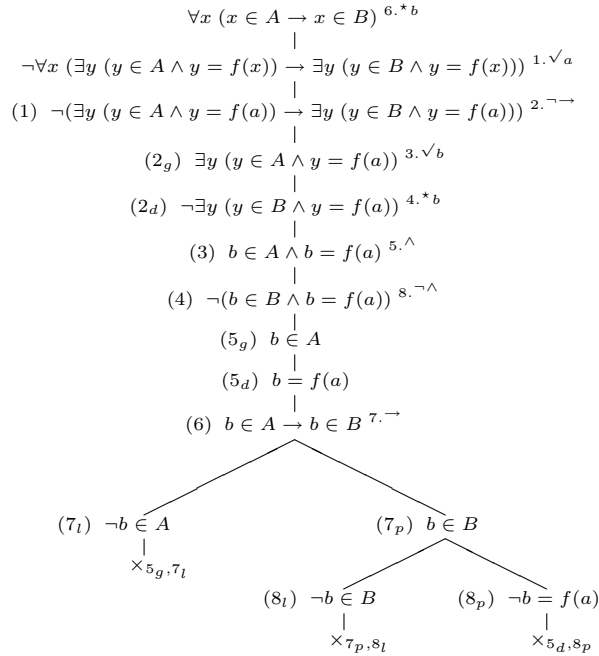 ∀x (x ∈ A → x ∈ B) 6.⋆b
¬∀x (∃y (y ∈ A ∧ y = f(x)) → ∃y (y ∈ B ∧ y = f(x))) 1.√a
(1) ¬(∃y (y ∈ A ∧ y = f(a)) → ∃y (y ∈ B ∧ y = f(a))) 2.¬→
(2g) ∃y (y ∈ A ∧ y = f(a)) 3.√b
(2d) ¬∃y (y ∈ B ∧ y = f(a)) 4.⋆b
(3) b ∈ A ∧ b = f(a) 5.∧
(4) ¬(b ∈ B ∧ b = f(a)) 8.¬∧
(5g) b ∈ A
(5d) b = f(a)
(6) b ∈ A → b ∈ B 7.→
(7l) ¬b ∈ A (7p) b ∈ B
×5g,7l
(8l) ¬b ∈ B (8p) ¬b = f(a)
×7p,8l ×5d,8p